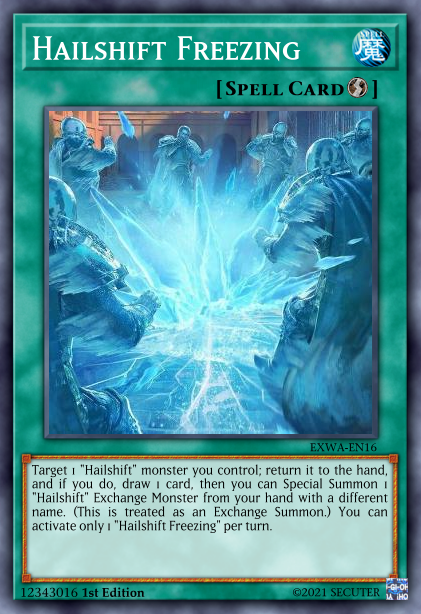 HAILSHIFT FREEZING
魔
[SPELL CARD]
EXWA-EN16
Target 1 "Hailshift" monster you control; return it to the hand,
and if you do, draw 1 card, then you can Special Summon 1
"Hailshift" Exchange Monster from your hand with a different
name. (This is treated as an Exchange Summon.) You can
activate only 1 "Hailshift Freezing" per turn.
12343016 1st Edition
©2021 SECUTER